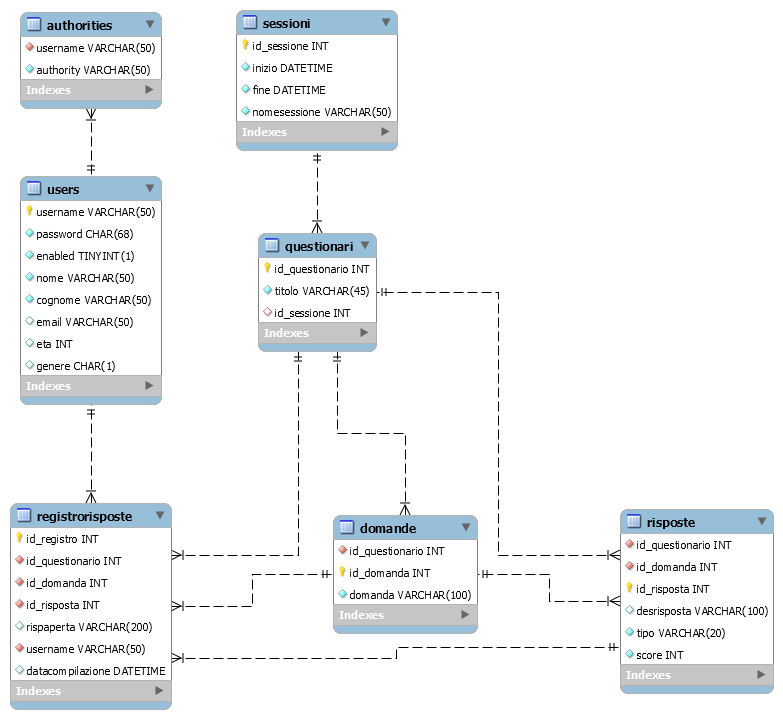 authorities
username VARCHAR(50)
authority VARCHAR(50)
Indexes
sessioni
id_sessione INT
inizio DATETIME
fine DATETIME
nomesessione VARCHAR(50)
Indexes
users
username VARCHAR(50)
password CHAR(68)
enabled TINYINT(1)
nome VARCHAR(50)
cognome VARCHAR(50)
email VARCHAR(50)
eta INT
genere CHAR(1)
Indexes
questionari
id_questionario INT
titolo VARCHAR(45)
id_sessione INT
Indexes
registrorisposte
id_registro INT
id_questionario INT
id_domanda INT
id_risposta INT
rispaperta VARCHAR(200)
username VARCHAR(50)
datacompilazione DATETIME
Indexes
domande
id_questionario INT
id_domanda INT
domanda VARCHAR(100)
Indexes
risposte
id_questionario INT
id_domanda INT
id_risposta INT
desrisposta VARCHAR(100)
tipo VARCHAR(20)
score INT
Indexes